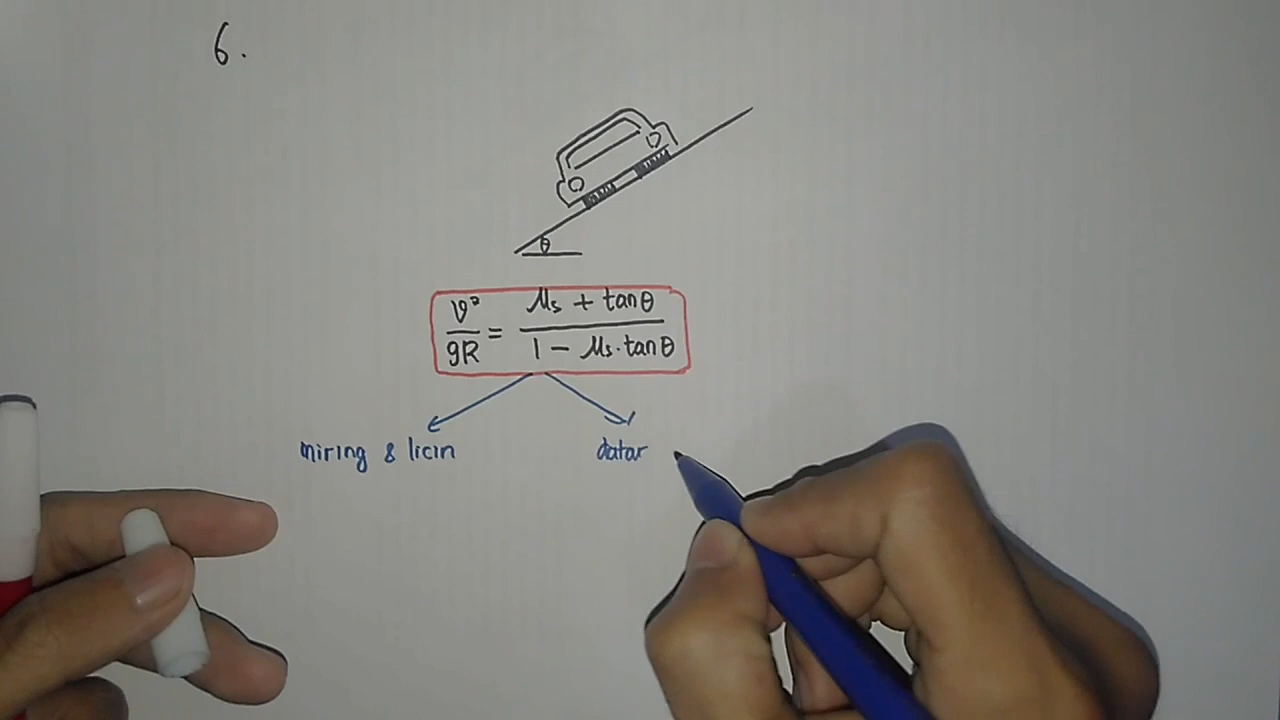 6.
θ
v²/gR = μs + tanθ / 1 - μs.tanθ
miring & licin
datar